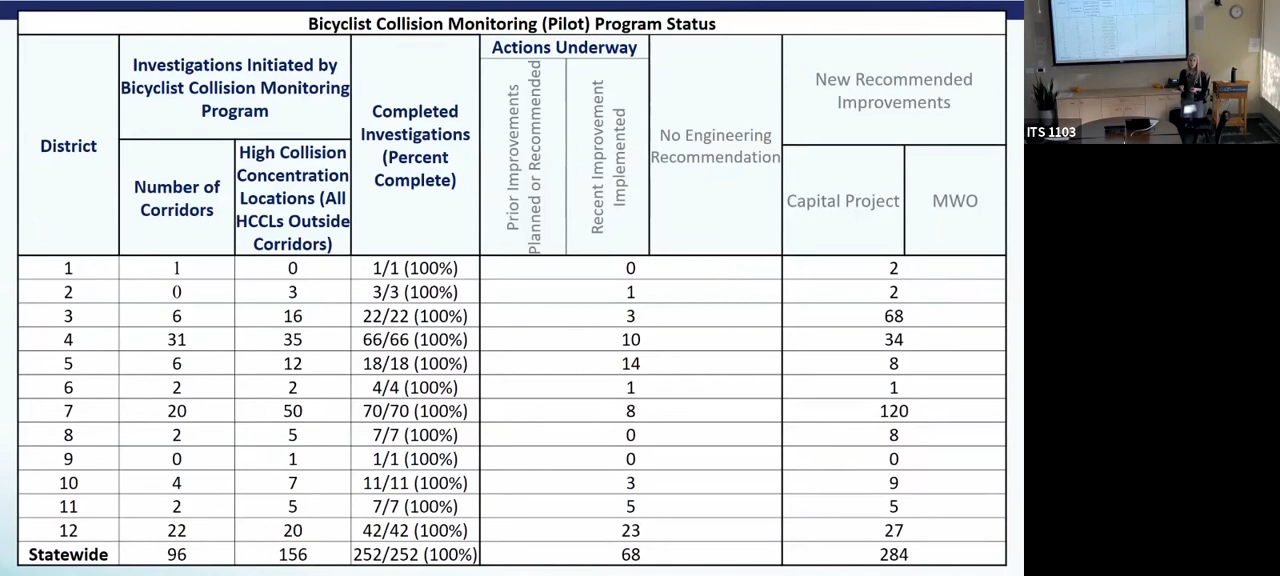 Bicyclist Collision Monitoring (Pilot) Program Status
District
Investigations Initiated by
Bicyclist Collision Monitoring
Program
Number of
Corridors
High Collision
Concentration
Locations (All
HCCLs Outside
Corridors)
Completed
Investigations
(Percent
Complete)
Actions Underway
Prior Improvements
Planned or Recommended
Recent Improvement
Implemented
No Engineering
Recommendation
New Recommended
Improvements
Capital Project
MWO
1 1 0 1/1 (100%) 0 2
2 0 3 3/3 (100%) 1 2
3 6 16 22/22 (100%) 3 68
4 31 35 66/66 (100%) 10 34
5 6 12 18/18 (100%) 14 8
6 2 2 4/4 (100%) 1 1
7 20 50 70/70 (100%) 8 120
8 2 5 7/7 (100%) 0 8
9 0 1 1/1 (100%) 0 0
10 4 7 11/11 (100%) 3 9
11 2 5 7/7 (100%) 5 5
12 22 20 42/42 (100%) 23 27
Statewide 96 156 252/252 (100%) 68 284
ITS 1103